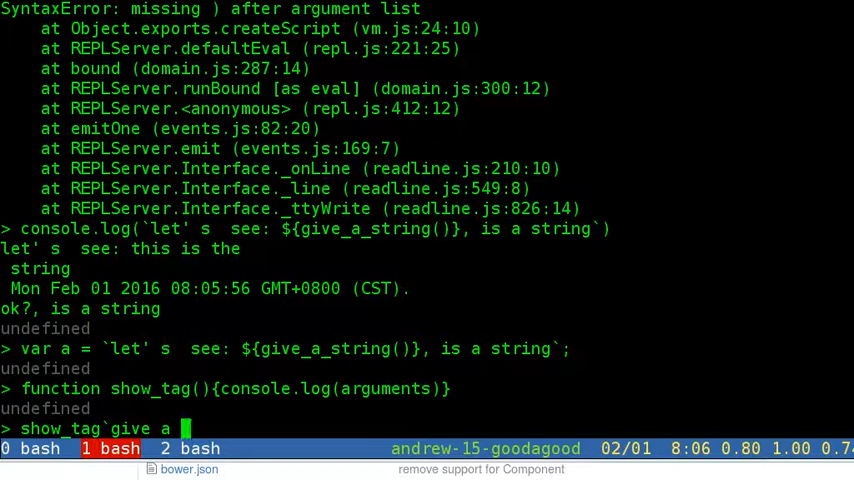 SyntaxError: missing ) after argument list
    at Object.exports.createScript (vm.js:24:10)
    at REPLServer.defaultEval (repl.js:221:25)
    at bound (domain.js:287:14)
    at REPLServer.runBound [as eval] (domain.js:300:12)
    at REPLServer.<anonymous> (repl.js:412:12)
    at emitOne (events.js:82:20)
    at REPLServer.emit (events.js:169:7)
    at REPLServer.Interface._onLine (readline.js:210:10)
    at REPLServer.Interface._line (readline.js:549:8)
    at REPLServer.Interface._ttyWrite (readline.js:826:14)
> console.log(`let' s  see: ${give_a_string()}, is a string`)
let' s  see: this is the
 string
 Mon Feb 01 2016 08:05:56 GMT+0800 (CST).
ok?, is a string
undefined
> var a = `let' s  see: ${give_a_string()}, is a string`;
undefined
> function show_tag(){console.log(arguments)}
undefined
> show_tag`give a
0 bash  1 bash  2 bash  andrew-15-goodagood  02/01  8:06 0.80 1.00 0.74
bower.json  remove support for Component